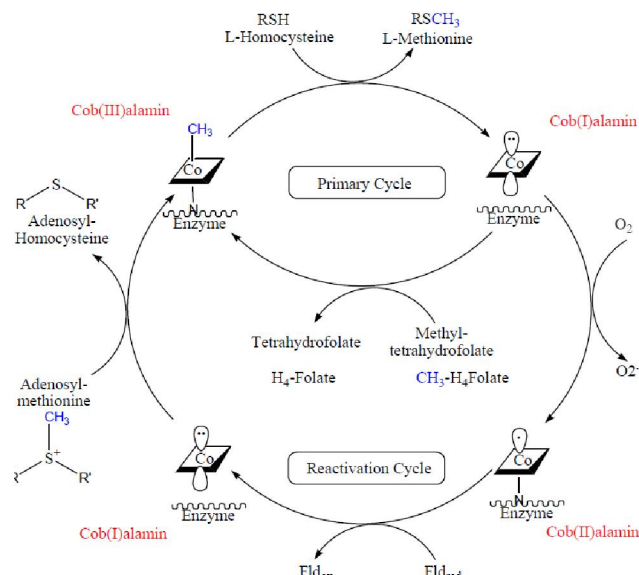 RSH
L-Homocysteine
RSCH3
L-Methionine
Cob(III)alamin
CH3
Co
N
Enzyme
Primary Cycle
Cob(I)alamin
Co
Enzyme
S
R R'
Adenosyl-
Homocysteine
O2
O2-
Tetrahydrofolate
H4-Folate
Methyl-
tetrahydrofolate
CH3-H4Folate
Adenosyl-
methionine
CH3
S+
R'
Co
Enzyme
Cob(I)alamin
Reactivation Cycle
Co
N
Enzyme
Cob(II)alamin